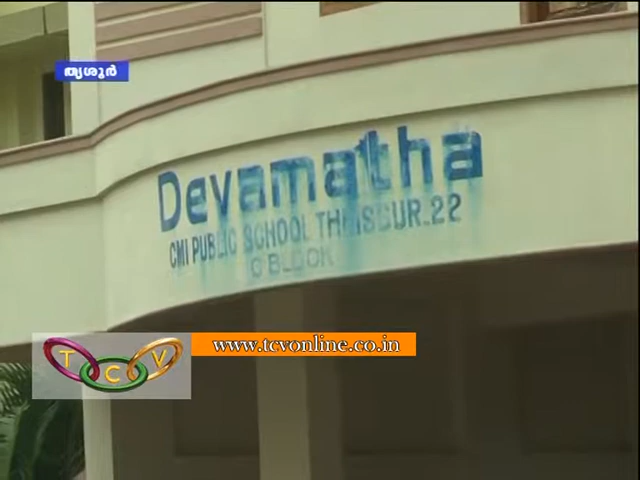 തൃശൂർ
Devamatha
CMI PUBLIC SCHOOL THRISSUR-22
C BLOCK
TCV
www.tcvonline.co.in